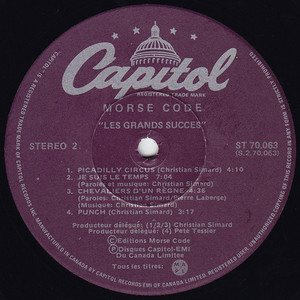 Capitol
REGISTERED TRADE MARK
MORSE CODE
"LES GRANDS SUCCES"
STEREO 2
ST 70,063
(S.2.70.063)
1. PICADILLY CIRCUS (Christian Simard) 4:10
2. JE SUIS LE TEMPS 7:04
(Paroles et musique: Christian Simard)
3. CHEVALIERS D'UN REGNE 4:36
(Paroles: Christian Simard/Pierre Laberge)
(Musique: Christian Simard)
4. PUNCH (Christian Simard) 3:17
Producteur délégué: (1/2/3) Christian Simard
Producteur délégué: (4) Pete Tessier
©Editions Morse Code
℗Disques Capitol-EMI
Du Canada Limitee
Tous les titres: